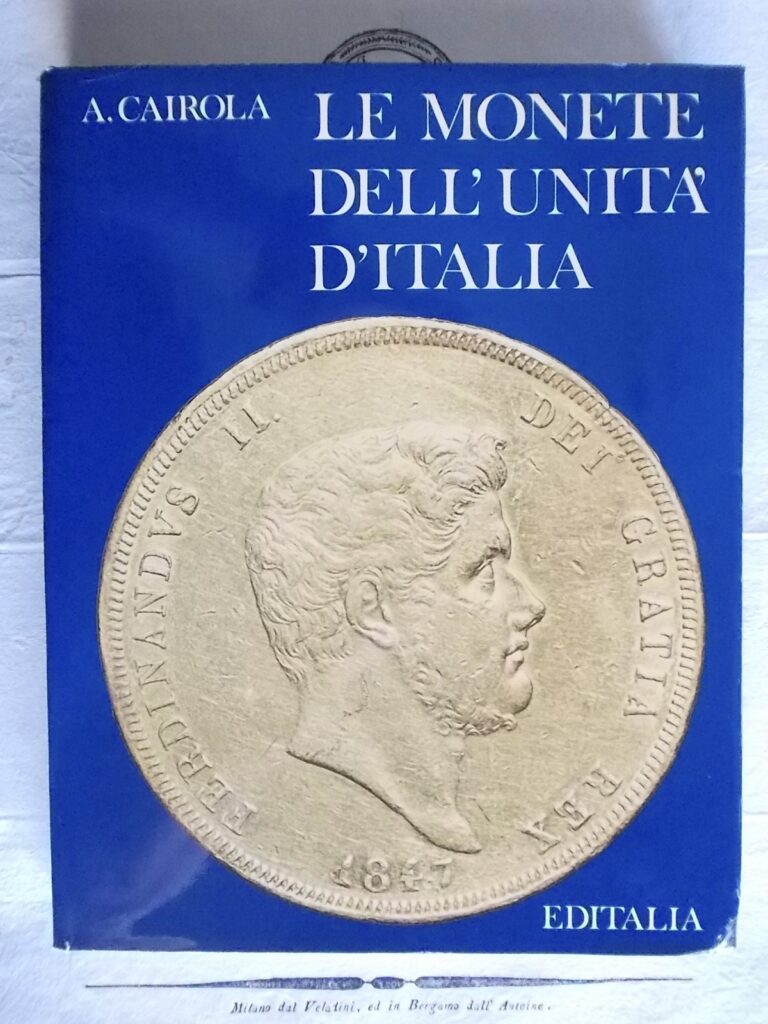 A. CAIROLA
LE MONETE
DELL'UNITA'
D'ITALIA
FERDINANDVS II. DEI GRATIA REX
1847
EDITALIA
Milano dal Velatini, ed in Bergamo dall' Antoine.